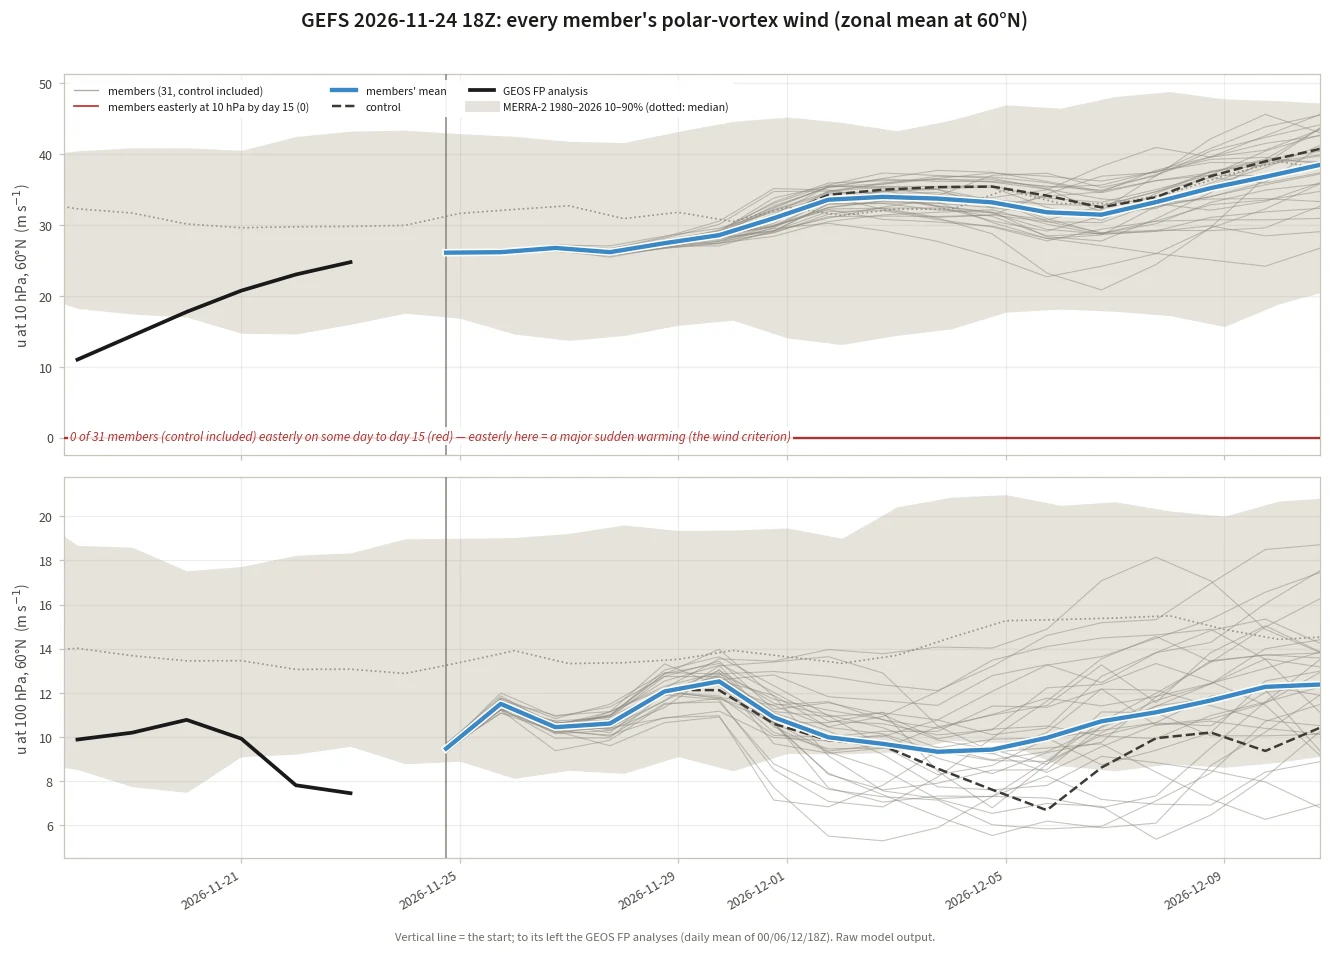 GEFS 2026-11-24 18Z: every member's polar-vortex wind (zonal mean at 60°N)
members (31, control included)
members easterly at 10 hPa by day 15 (0)
members' mean
control
GEOS FP analysis
MERRA-2 1980–2026 10–90% (dotted: median)
u at 10 hPa, 60°N (m s⁻¹)
50
40
30
20
10
0
0 of 31 members (control included) easterly on some day to day 15 (red) — easterly here = a major sudden warming (the wind criterion)
u at 100 hPa, 60°N (m s⁻¹)
20
18
16
14
12
10
8
6
2026-11-21
2026-11-25
2026-11-29
2026-12-01
2026-12-05
2026-12-09
Vertical line = the start; to its left the GEOS FP analyses (daily mean of 00/06/12/18Z). Raw model output.